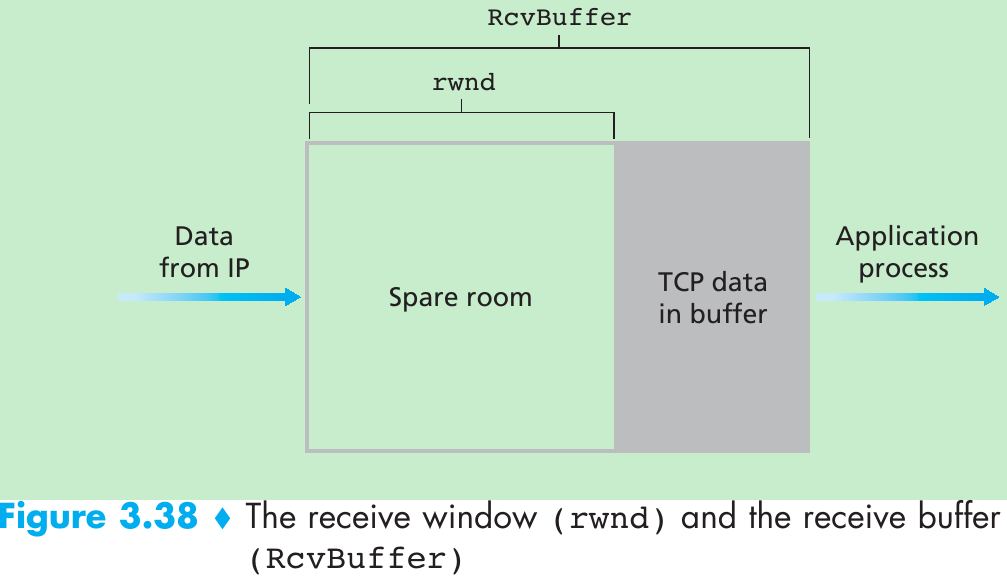 RcvBuffer
rwnd
Data
from IP
Spare room
TCP data
in buffer
Application
process
Figure 3.38 ♦ The receive window (rwnd) and the receive buffer
(RcvBuffer)